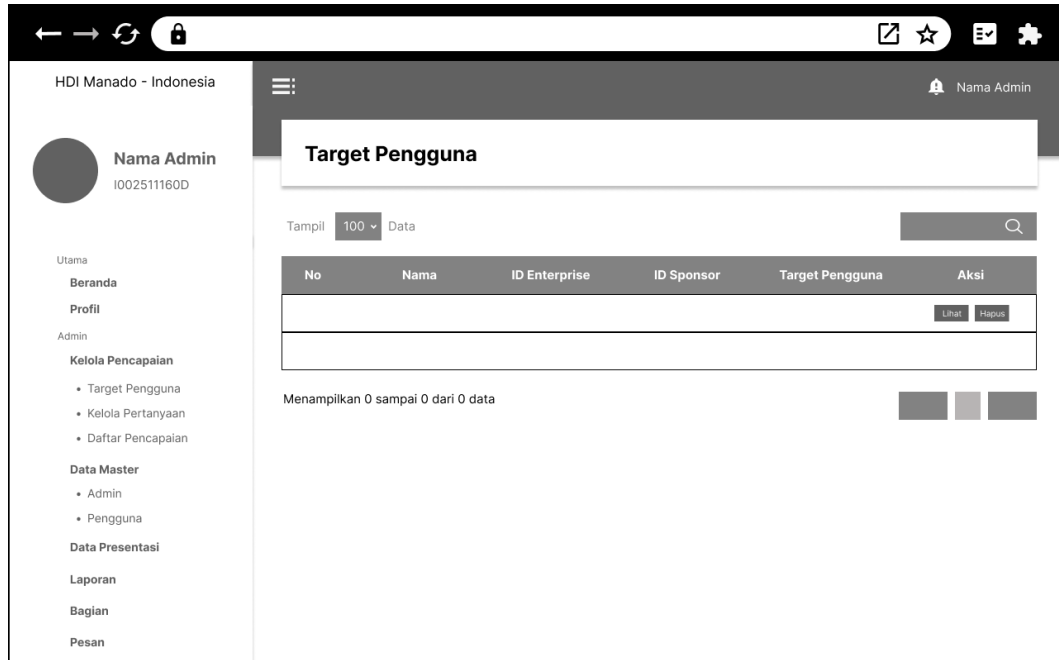 HDI Manado - Indonesia
Nama Admin
Nama Admin
I002511160D
Target Pengguna
Tampil 100 Data
Utama
Beranda
Profil
Admin
Kelola Pencapaian
• Target Pengguna
• Kelola Pertanyaan
• Daftar Pencapaian
Data Master
• Admin
• Pengguna
Data Presentasi
Laporan
Bagian
Pesan
No Nama ID Enterprise ID Sponsor Target Pengguna Aksi
Lihat Hapus
Menampilkan 0 sampai 0 dari 0 data